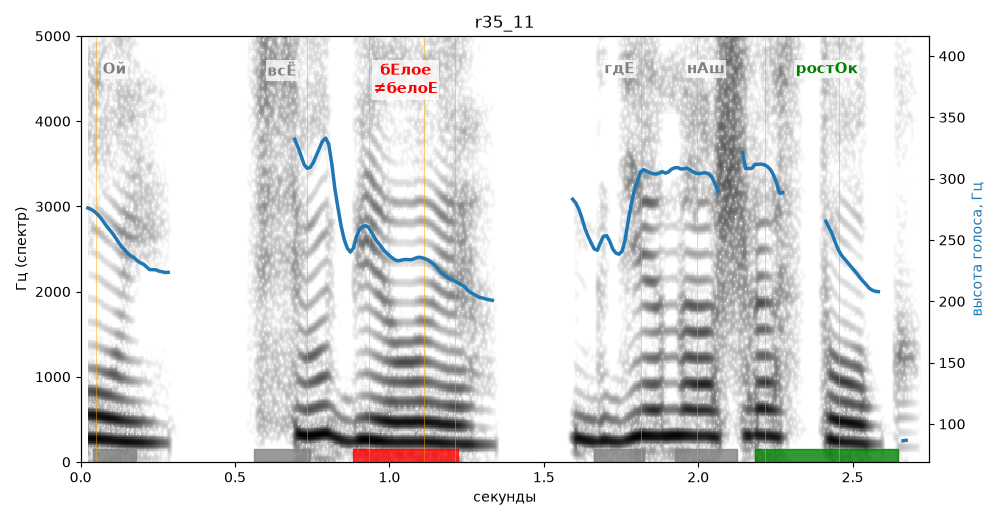 r35_11
Гц (спектр)
5000
4000
3000
2000
1000
0
Ой
всЁ
бЕлое
≠белоЕ
гдЕ
нАш
ростОк
400
350
300
250
200
150
100
высота голоса, Гц
0.0
0.5
1.0
1.5
2.0
2.5
секунды